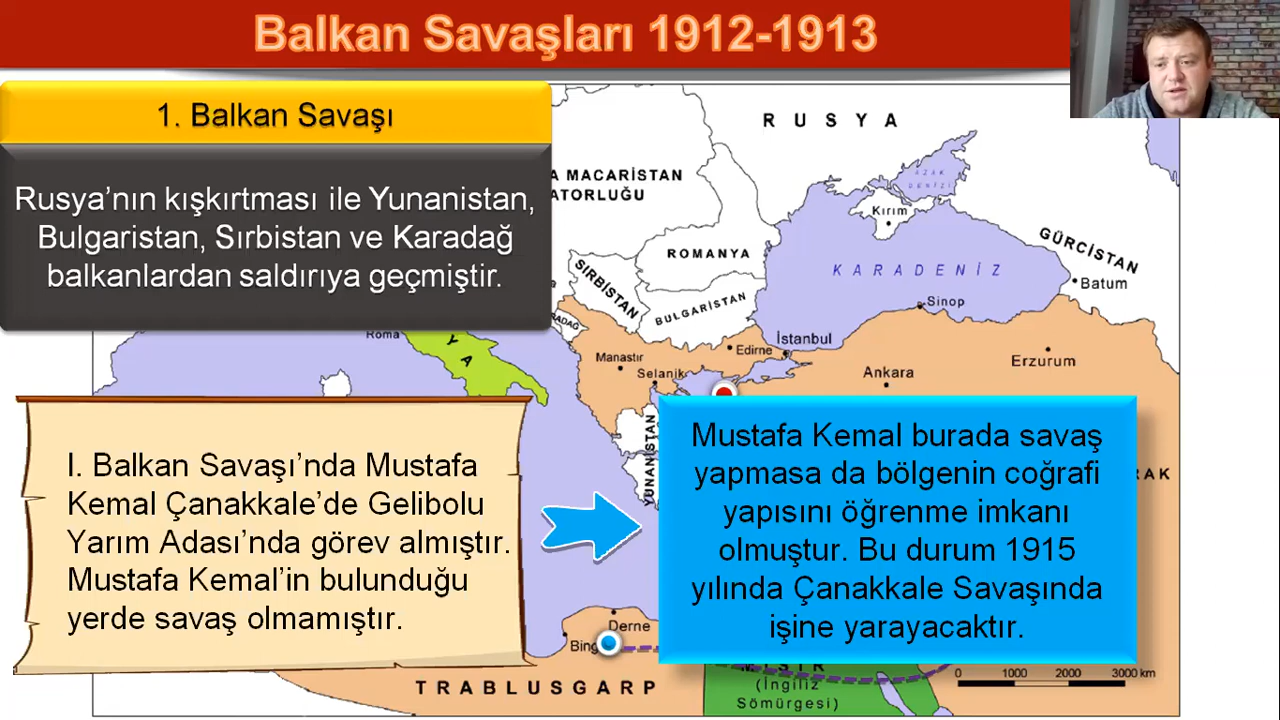 Balkan Savaşları 1912-1913
1. Balkan Savaşı
Rusya’nın kışkırtması ile Yunanistan,
Bulgaristan, Sırbistan ve Karadağ
balkanlardan saldırıya geçmiştir.
RUSYA
A MACARİSTAN
ATORLUĞU
AZAK
DENİZİ
Kırım
ROMANYA
GÜRCİSTAN
KARADENİZ
SIRBİSTAN
Batum
BULGARİSTAN
Sinop
RADAĞ
Roma
YA
İstanbul
Edirne
Manastır
Selanik
Ankara
Erzurum
YUNANİSTAN
RAK
I. Balkan Savaşı’nda Mustafa
Kemal Çanakkale’de Gelibolu
Yarım Adası’nda görev almıştır.
Mustafa Kemal’in bulunduğu
yerde savaş olmamıştır.
Mustafa Kemal burada savaş
yapmasa da bölgenin coğrafi
yapısını öğrenme imkanı
olmuştur. Bu durum 1915
yılında Çanakkale Savaşında
işine yarayacaktır.
Derne
Bing
TRABLUSGARP
MISIR
(İngiliz
Sömürgesi)
0 1000 2000 3000 km